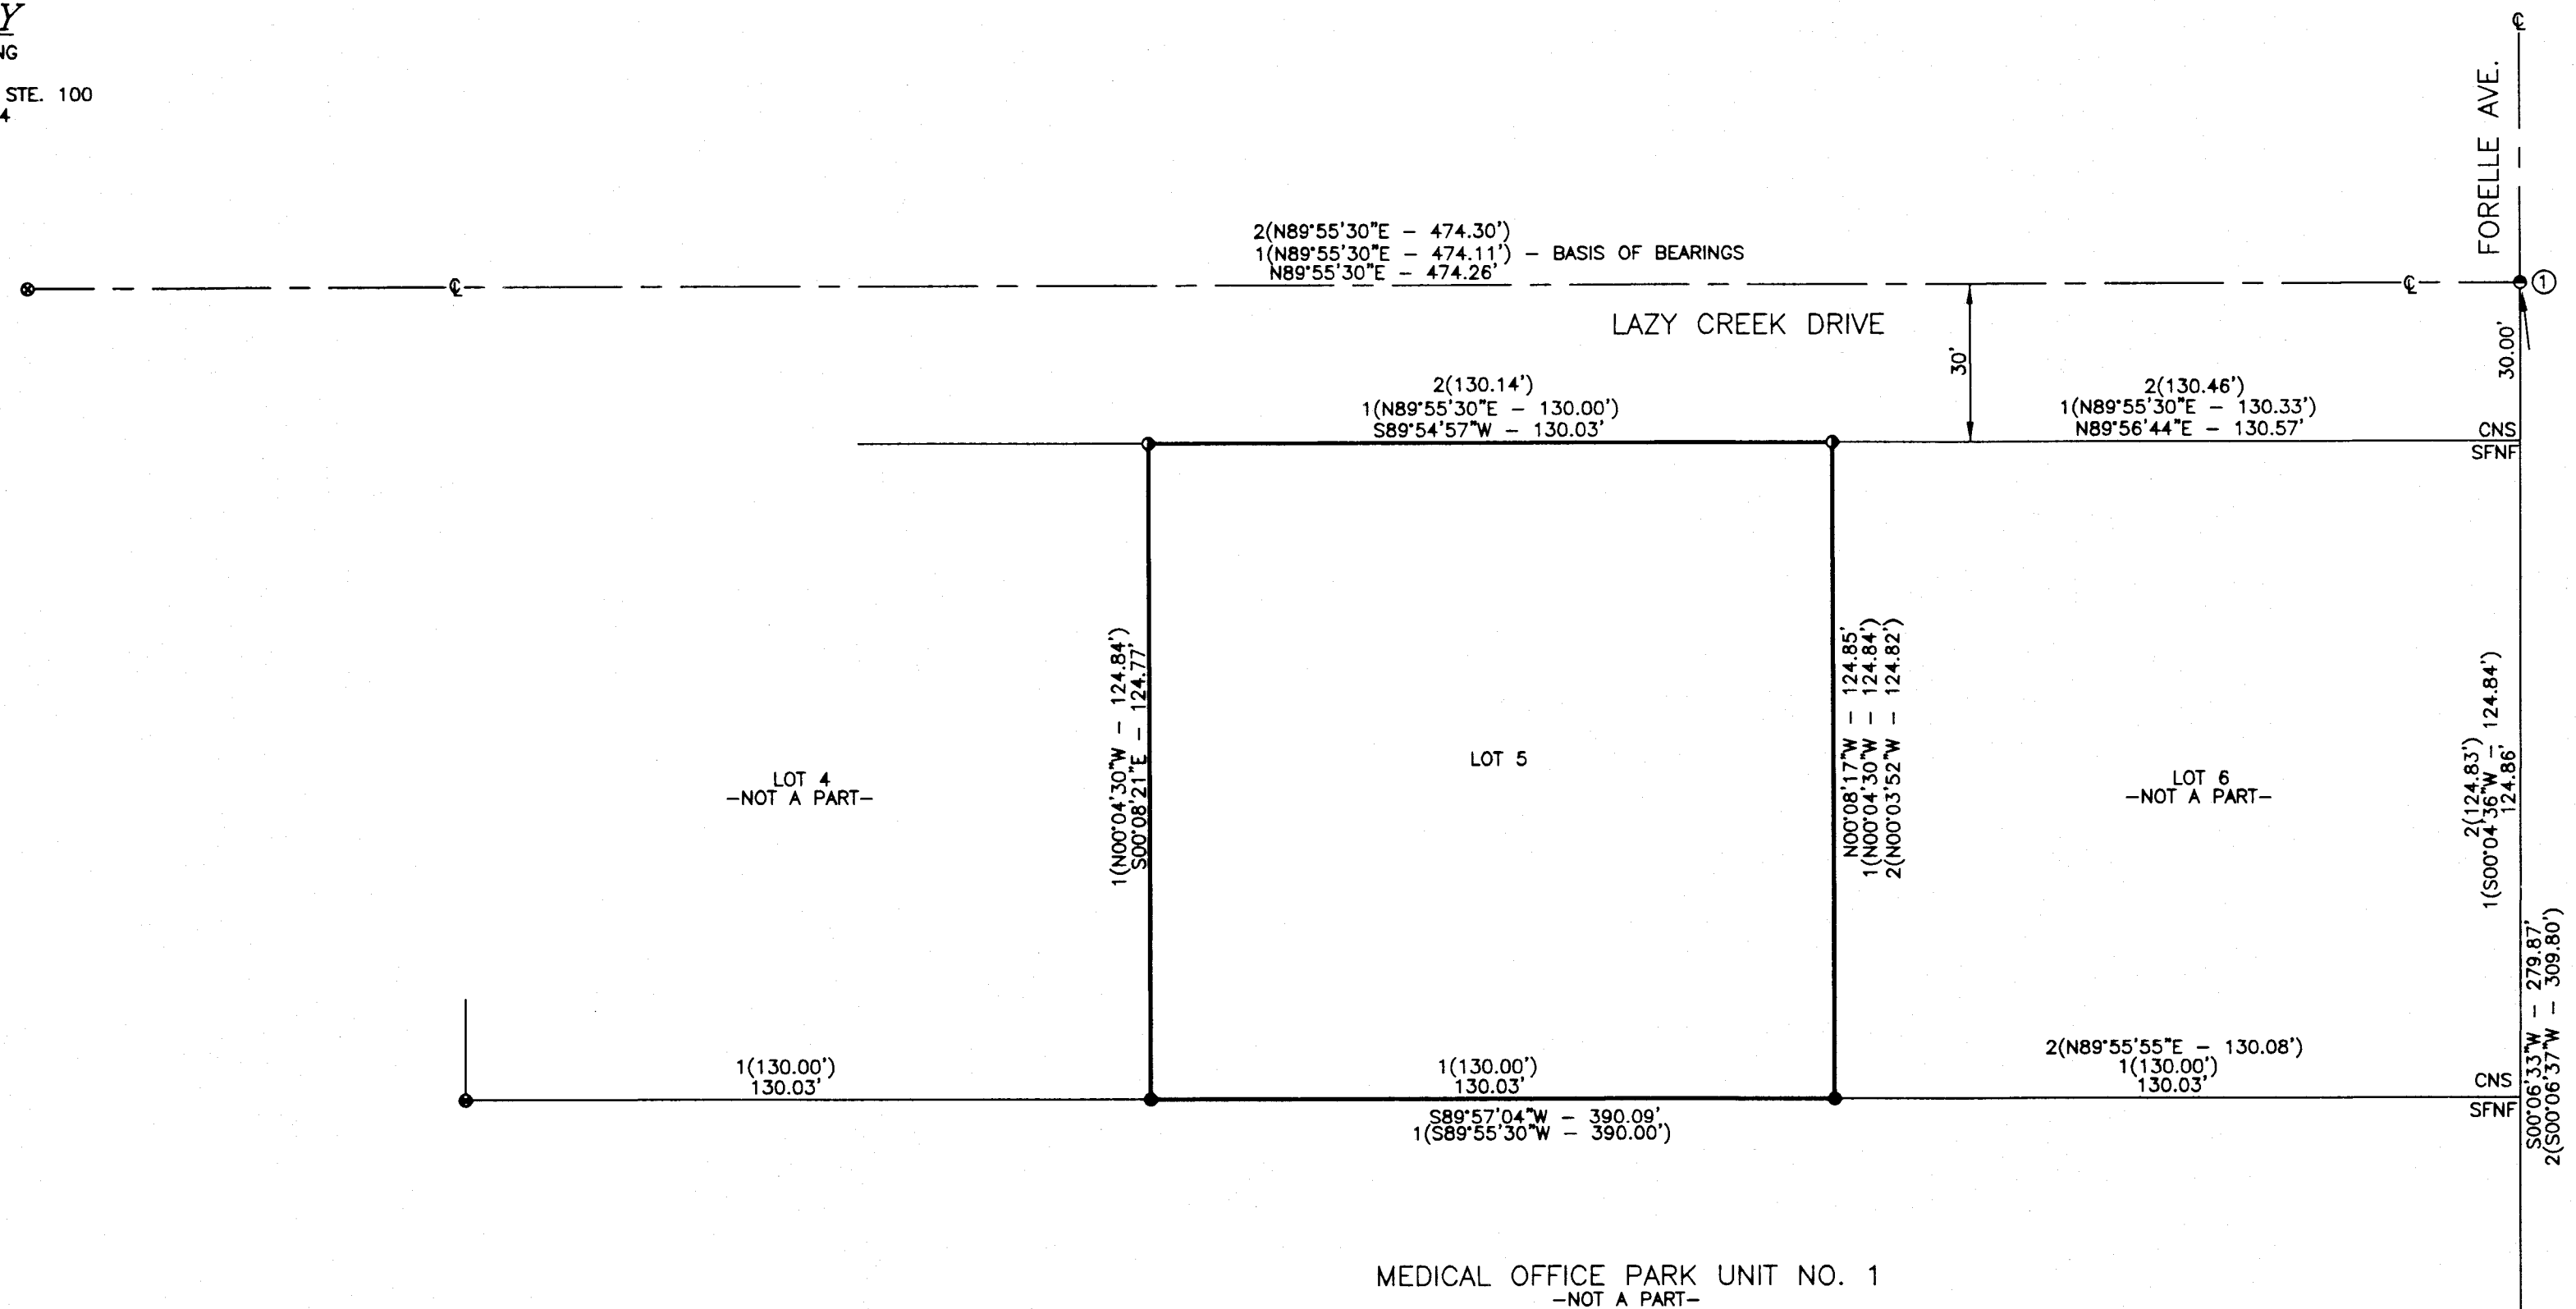 Y
NG
STE. 100
4
℄
FORELLE AVE.
2(N89°55'30"E – 474.30')
1(N89°55'30"E – 474.11') – BASIS OF BEARINGS
N89°55'30"E – 474.26'
℄
℄
①
LAZY CREEK DRIVE
30'
30.00'
2(130.14')
1(N89°55'30"E – 130.00')
S89°54'57"W – 130.03'
2(130.46')
1(N89°55'30"E – 130.33')
N89°56'44"E – 130.57'
CNS
SFNF
1(N00°04'30"W – 124.84')
S00°08'21"E – 124.77'
N00°08'17"W – 124.85'
1(N00°04'30"W – 124.84')
2(N00°03'52"W – 124.82')
2(124.83')
1(S00°04'36"W – 124.84')
124.86'
LOT 4
–NOT A PART–
LOT 5
LOT 6
–NOT A PART–
S00°06'33"W – 279.87'
2(S00°06'37"W – 309.80')
1(130.00')
130.03'
1(130.00')
130.03'
2(N89°55'55"E – 130.08')
1(130.00')
130.03'
CNS
SFNF
S89°57'04"W – 390.09'
1(S89°55'30"W – 390.00')
MEDICAL OFFICE PARK UNIT NO. 1
–NOT A PART–